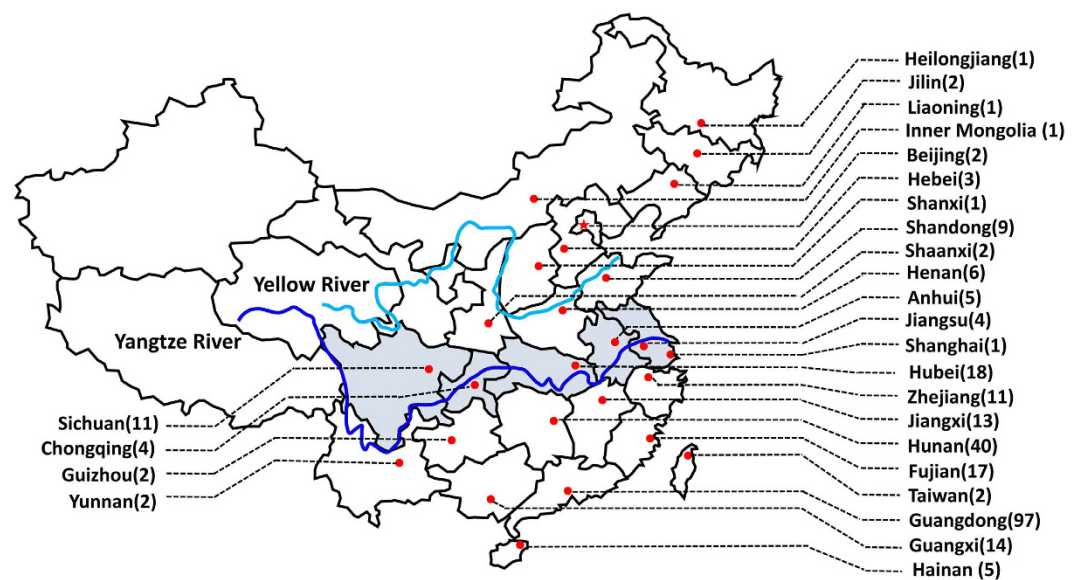 Heilongjiang(1)
Jilin(2)
Liaoning(1)
Inner Mongolia (1)
Beijing(2)
Hebei(3)
Shanxi(1)
Shandong(9)
Shaanxi(2)
Henan(6)
Anhui(5)
Jiangsu(4)
Shanghai(1)
Hubei(18)
Zhejiang(11)
Jiangxi(13)
Hunan(40)
Fujian(17)
Taiwan(2)
Guangdong(97)
Guangxi(14)
Hainan (5)
Yellow River
Yangtze River
Sichuan(11)
Chongqing(4)
Guizhou(2)
Yunnan(2)